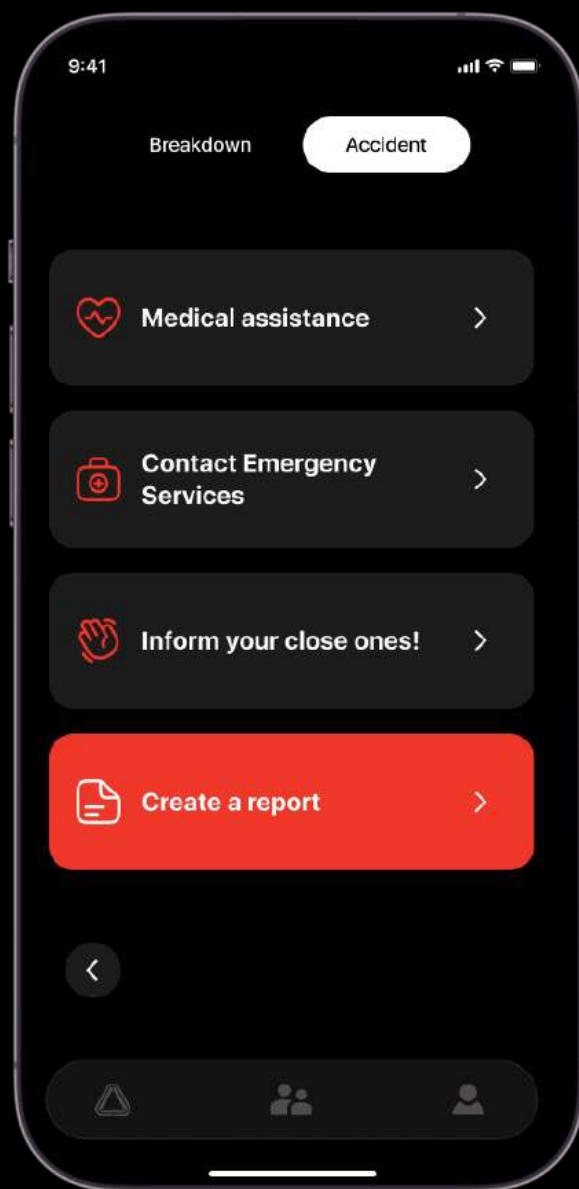 9:41
Breakdown
Accident
Medical assistance
Contact Emergency
Services
Inform your close ones!
Create a report